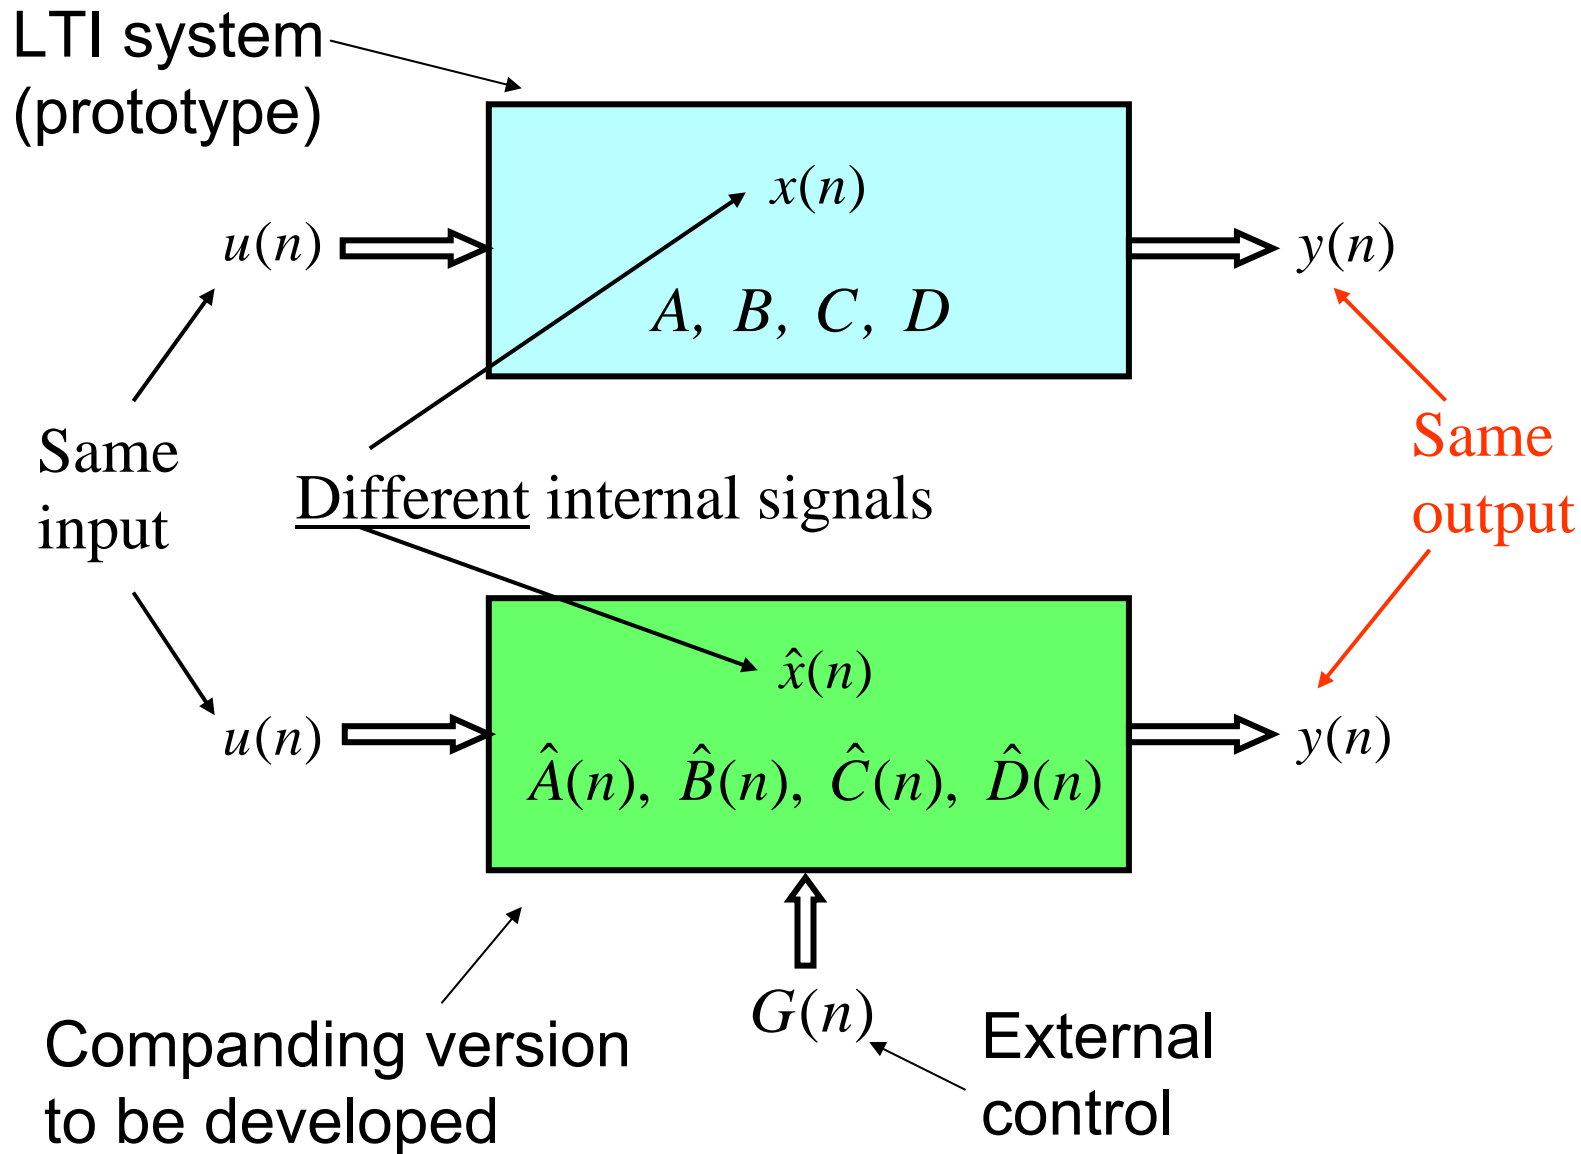 LTI system
(prototype)
x(n)
u(n)
y(n)
A, B, C, D
Same
input
Different internal signals
Same
output
x̂(n)
u(n)
y(n)
Â(n), B̂(n), Ĉ(n), D̂(n)
G(n)
External
control
Companding version
to be developed